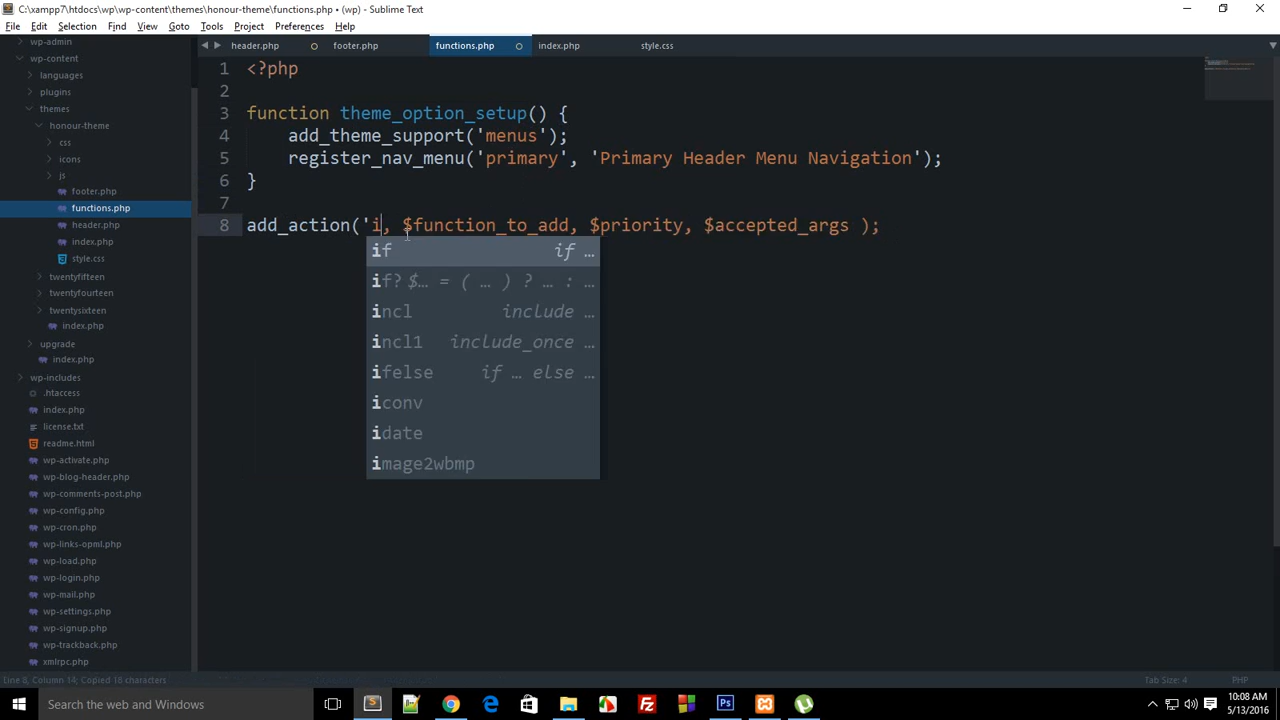 C:\xampp7\htdocs\wp\wp-content\themes\honour-theme\functions.php • (wp) - Sublime Text
File Edit Selection Find View Goto Tools Project Preferences Help
header.php footer.php functions.php index.php style.css
wp-admin
wp-content
languages
plugins
themes
honour-theme
css
icons
js
footer.php
functions.php
header.php
index.php
style.css
twentyfifteen
twentyfourteen
twentysixteen
index.php
upgrade
index.php
wp-includes
.htaccess
index.php
license.txt
readme.html
wp-activate.php
wp-blog-header.php
wp-comments-post.php
wp-config.php
wp-cron.php
wp-links-opml.php
wp-load.php
wp-login.php
wp-mail.php
wp-settings.php
wp-signup.php
wp-trackback.php
xmlrpc.php
1 <?php
2
3 function theme_option_setup() {
4 add_theme_support('menus');
5 register_nav_menu('primary', 'Primary Header Menu Navigation');
6 }
7
8 add_action('i, $function_to_add, $priority, $accepted_args );
if if …
if? $… = ( … ) ? … : …
incl include …
incl1 include_once …
ifelse if … else …
iconv
idate
image2wbmp
Line 8, Column 14; Copied 18 characters Tab Size: 4 PHP
Search the web and Windows
10:08 AM
5/13/2016